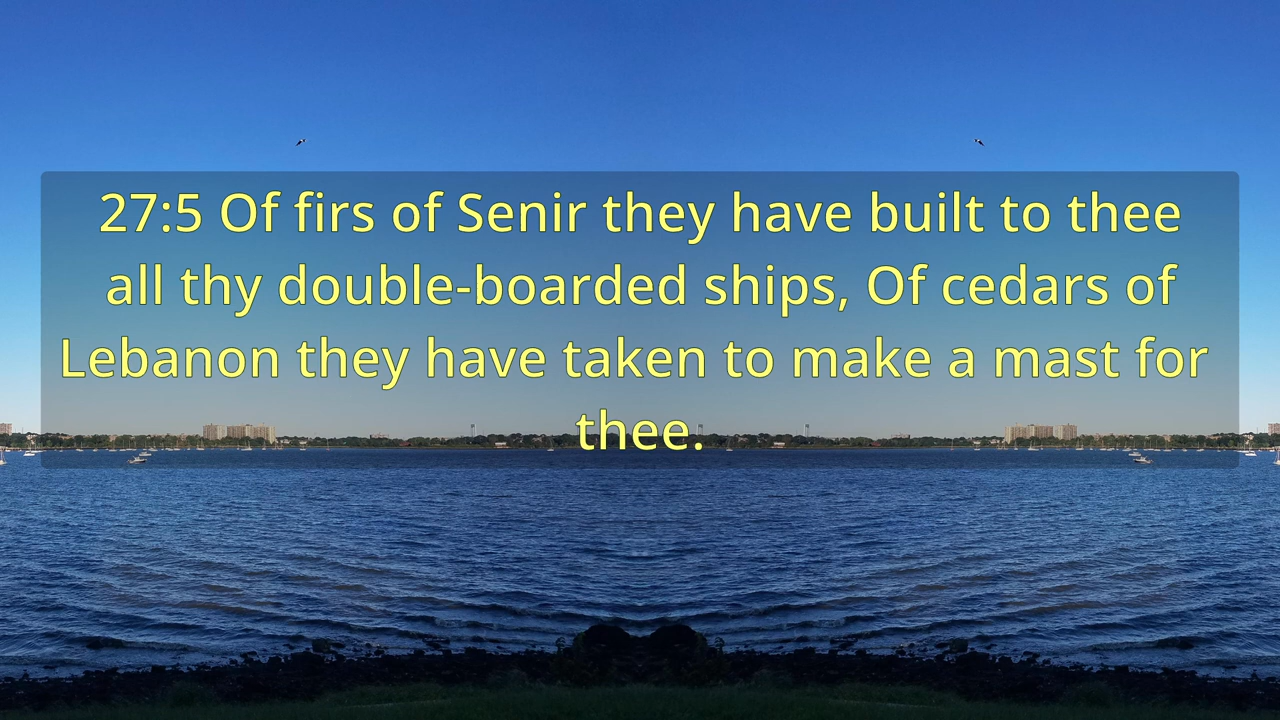 27:5 Of firs of Senir they have built to thee
all thy double-boarded ships, Of cedars of
Lebanon they have taken to make a mast for
thee.